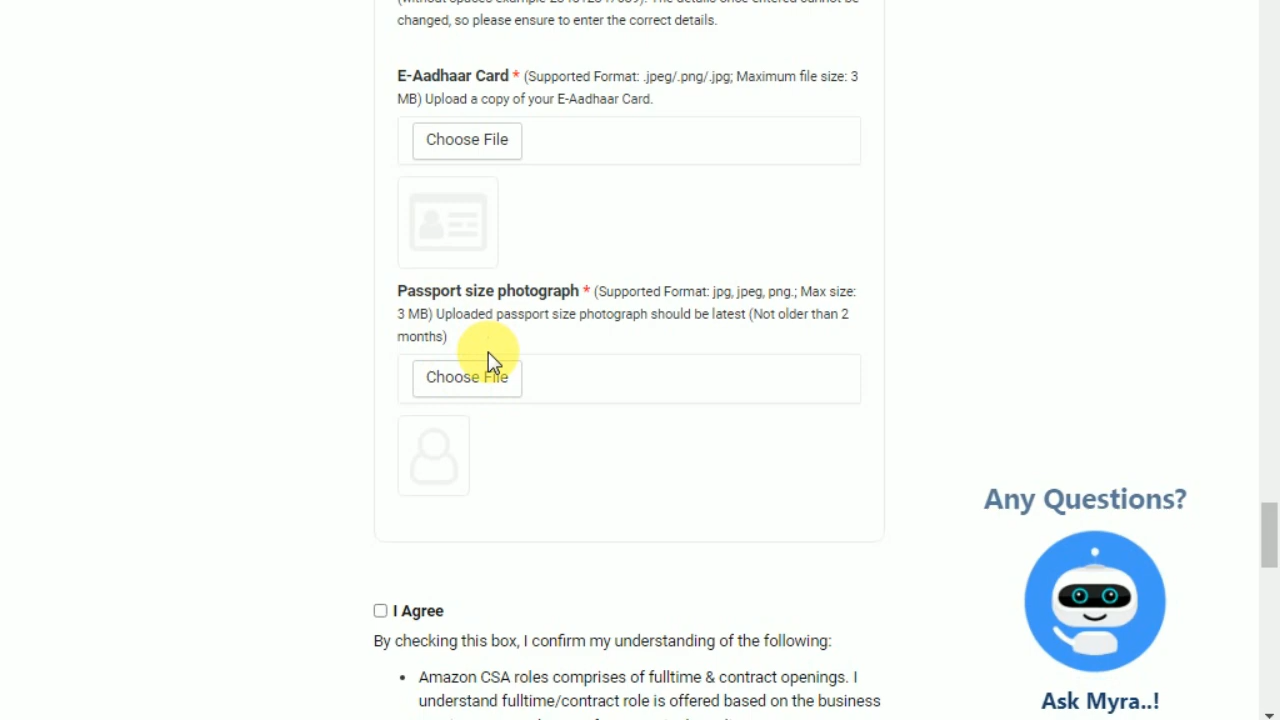 changed, so please ensure to enter the correct details.
E-Aadhaar Card * (Supported Format: .jpeg/.png/.jpg; Maximum file size: 3
MB) Upload a copy of your E-Aadhaar Card.
Choose File
Passport size photograph * (Supported Format: jpg, jpeg, png.; Max size:
3 MB) Uploaded passport size photograph should be latest (Not older than 2
months)
Choose File
Any Questions?
I Agree
By checking this box, I confirm my understanding of the following:
• Amazon CSA roles comprises of fulltime & contract openings. I
understand fulltime/contract role is offered based on the business
Ask Myra..!